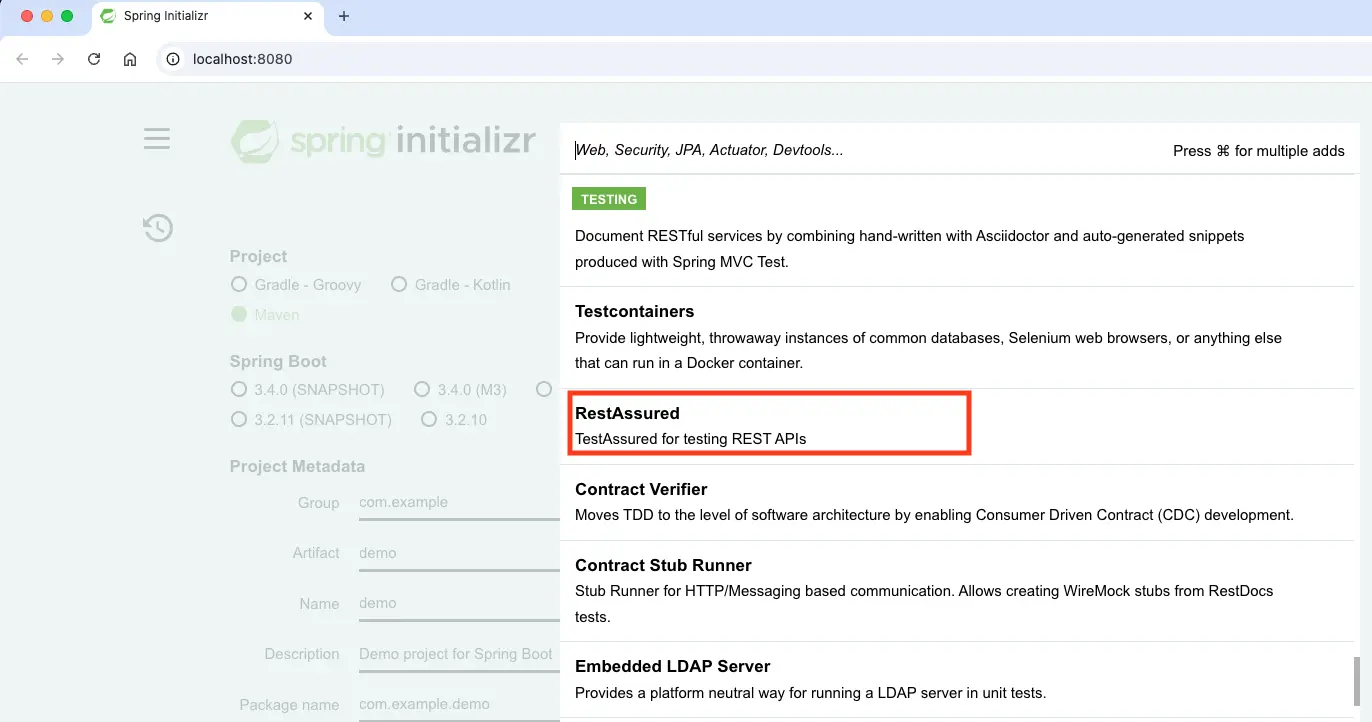 Spring Initializr
localhost:8080
spring initializr
Project
Gradle - Groovy Gradle - Kotlin
Maven
Spring Boot
3.4.0 (SNAPSHOT) 3.4.0 (M3)
3.2.11 (SNAPSHOT) 3.2.10
Project Metadata
Group com.example
Artifact demo
Name demo
Description Demo project for Spring Boot
Package name com.example.demo
Web, Security, JPA, Actuator, Devtools... Press ⌘ for multiple adds
TESTING
Document RESTful services by combining hand-written with Asciidoctor and auto-generated snippets
produced with Spring MVC Test.
Testcontainers
Provide lightweight, throwaway instances of common databases, Selenium web browsers, or anything else
that can run in a Docker container.
RestAssured
TestAssured for testing REST APIs
Contract Verifier
Moves TDD to the level of software architecture by enabling Consumer Driven Contract (CDC) development.
Contract Stub Runner
Stub Runner for HTTP/Messaging based communication. Allows creating WireMock stubs from RestDocs
tests.
Embedded LDAP Server
Provides a platform neutral way for running a LDAP server in unit tests.